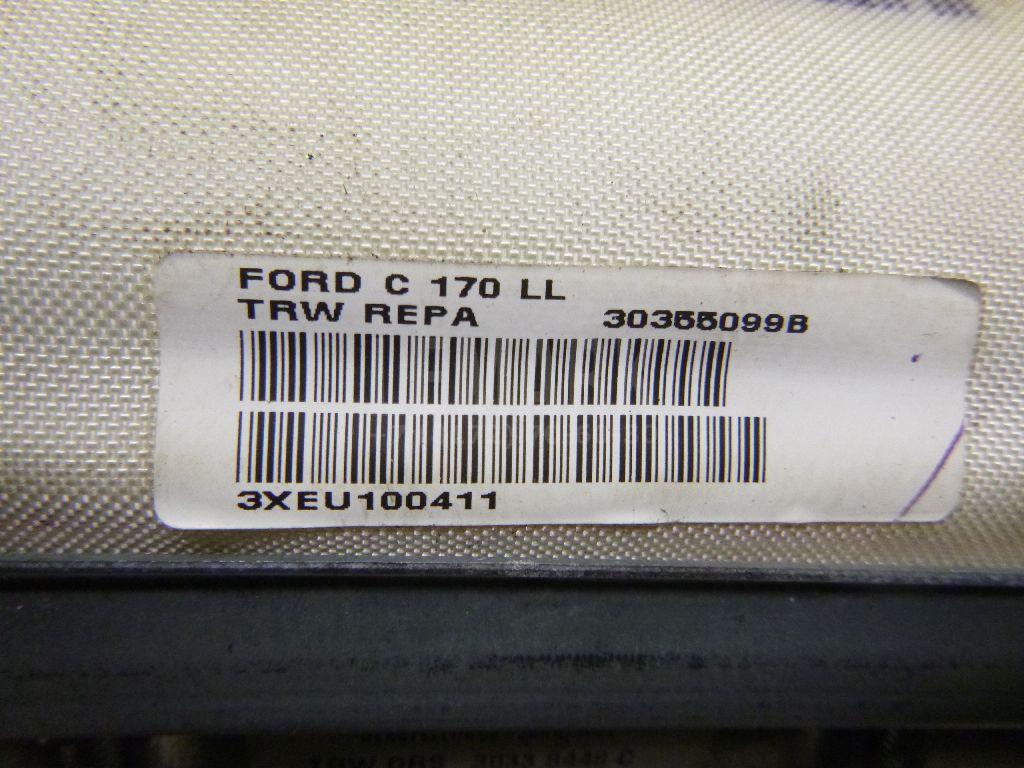 FORD C 170 LL
TRW REPA 30355099B
3XEU100411